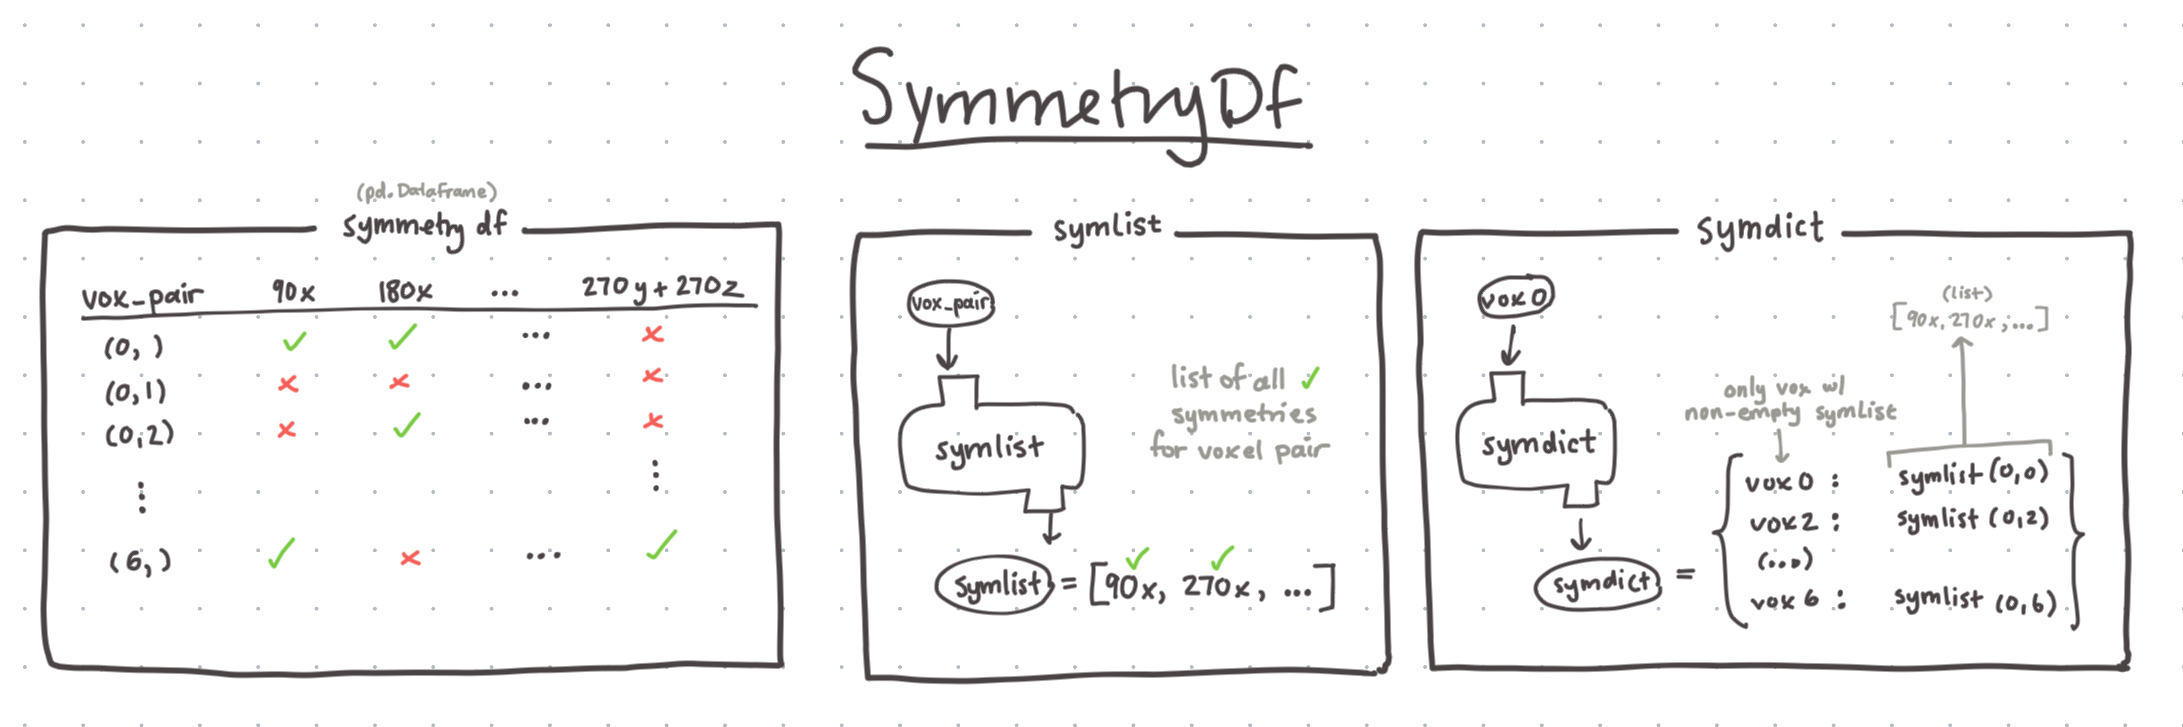 SymmetryDf
(pd.DataFrame)
symmetry df
vox_pair 90x 180x ... 270y+270z
(0, ) ✓ ✓ ... ×
(0,1) × × ... ×
(0,2) × ✓ ... ×
⋮ ⋮
(6,) ✓ × .... ✓
symlist
vox_pair
symlist
list of all ✓
symmetries
for voxel pair
symlist = [90x, 270x, ...]
symdict
vox 0
symdict
(list)
[90x, 270x, ...]
only vox w/
non-empty symlist
symdict =
vox 0 : symlist (0,0)
vox 2 : symlist (0,2)
(...)
vox 6 : symlist (0,6)